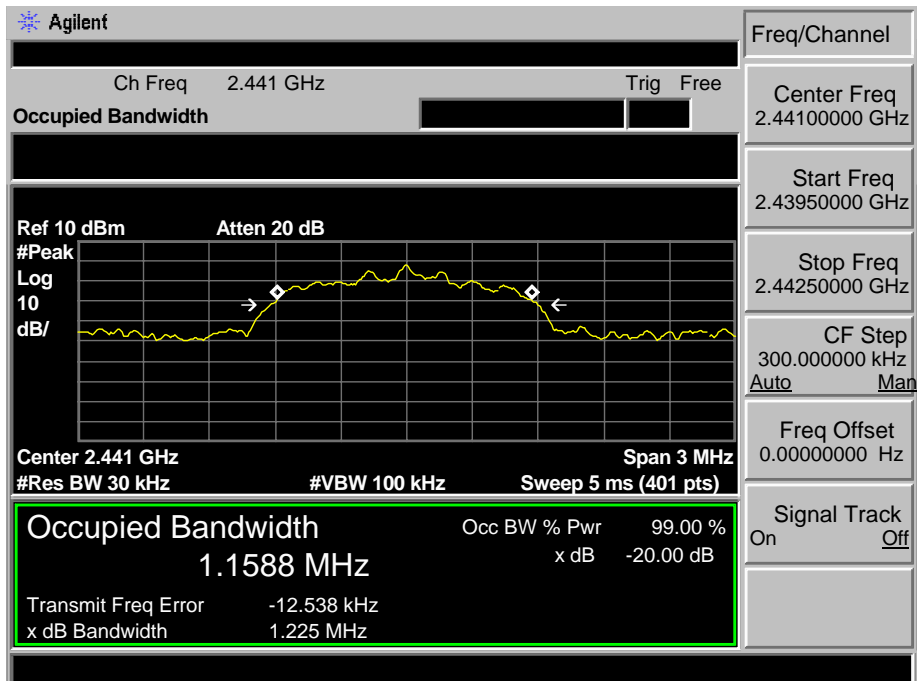 Agilent
Freq/Channel
Ch Freq 2.441 GHz Trig Free
Occupied Bandwidth
Center Freq
2.44100000 GHz
Start Freq
2.43950000 GHz
Stop Freq
2.44250000 GHz
CF Step
300.000000 kHz
Auto Man
Freq Offset
0.00000000 Hz
Signal Track
On Off
Ref 10 dBm Atten 20 dB
#Peak
Log
10
dB/
Center 2.441 GHz Span 3 MHz
#Res BW 30 kHz #VBW 100 kHz Sweep 5 ms (401 pts)
Occupied Bandwidth Occ BW % Pwr 99.00 %
1.1588 MHz x dB -20.00 dB
Transmit Freq Error -12.538 kHz
x dB Bandwidth 1.225 MHz